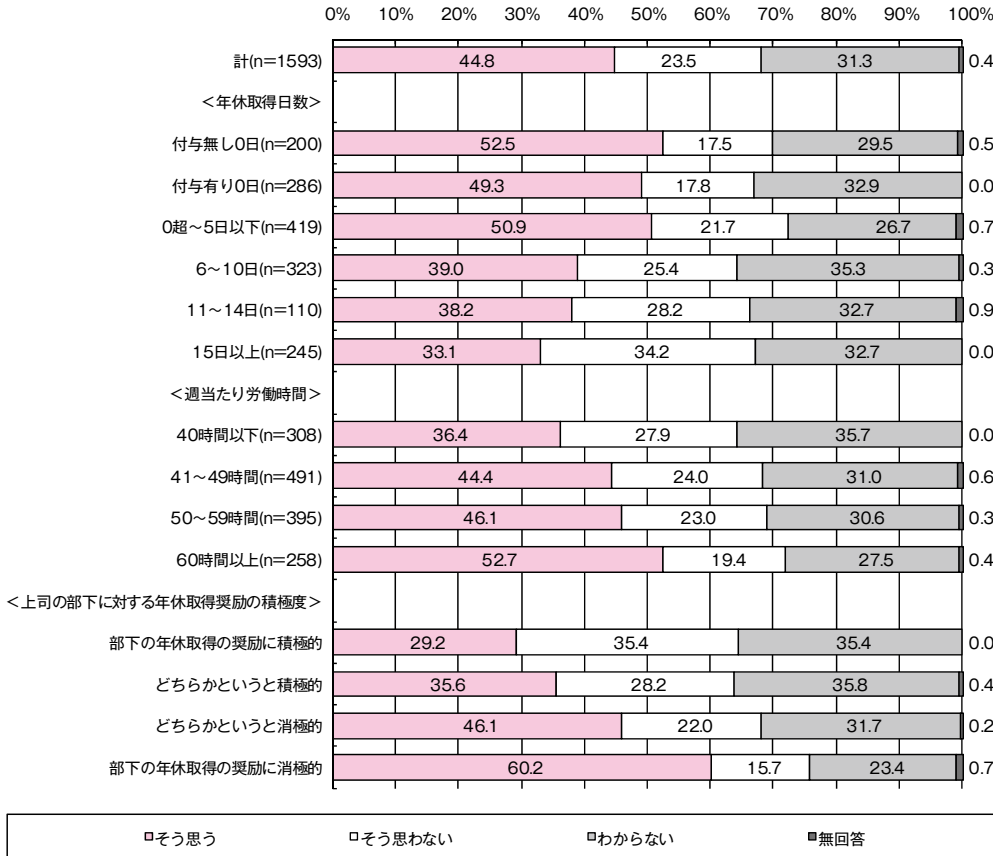 0% 10% 20% 30% 40% 50% 60% 70% 80% 90% 100%
計(n=1593) 44.8 23.5 31.3 0.4
＜年休取得日数＞
付与無し0日(n=200) 52.5 17.5 29.5 0.5
付与有り0日(n=286) 49.3 17.8 32.9 0.0
0超～5日以下(n=419) 50.9 21.7 26.7 0.7
6～10日(n=323) 39.0 25.4 35.3 0.3
11～14日(n=110) 38.2 28.2 32.7 0.9
15日以上(n=245) 33.1 34.2 32.7 0.0
＜週当たり労働時間＞
40時間以下(n=308) 36.4 27.9 35.7 0.0
41～49時間(n=491) 44.4 24.0 31.0 0.6
50～59時間(n=395) 46.1 23.0 30.6 0.3
60時間以上(n=258) 52.7 19.4 27.5 0.4
＜上司の部下に対する年休取得奨励の積極度＞
部下の年休取得の奨励に積極的 29.2 35.4 35.4 0.0
どちらかというと積極的 35.6 28.2 35.8 0.4
どちらかというと消極的 46.1 22.0 31.7 0.2
部下の年休取得の奨励に消極的 60.2 15.7 23.4 0.7
そう思う そう思わない わからない 無回答